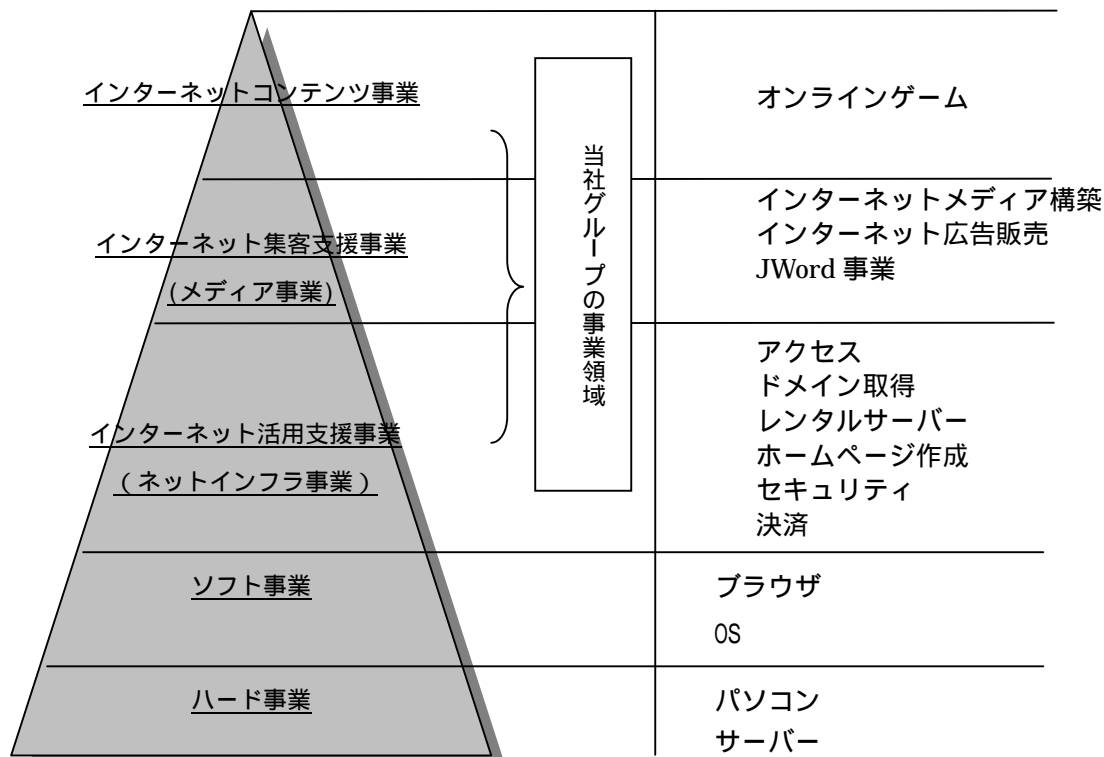 インターネットコンテンツ事業
オンラインゲーム
当社グループの事業領域
インターネット集客支援事業
(メディア事業)
インターネットメディア構築
インターネット広告販売
JWord 事業
インターネット活用支援事業
(ネットインフラ事業)
アクセス
ドメイン取得
レンタルサーバー
ホームページ作成
セキュリティ
決済
ソフト事業
ブラウザ
OS
ハード事業
パソコン
サーバー